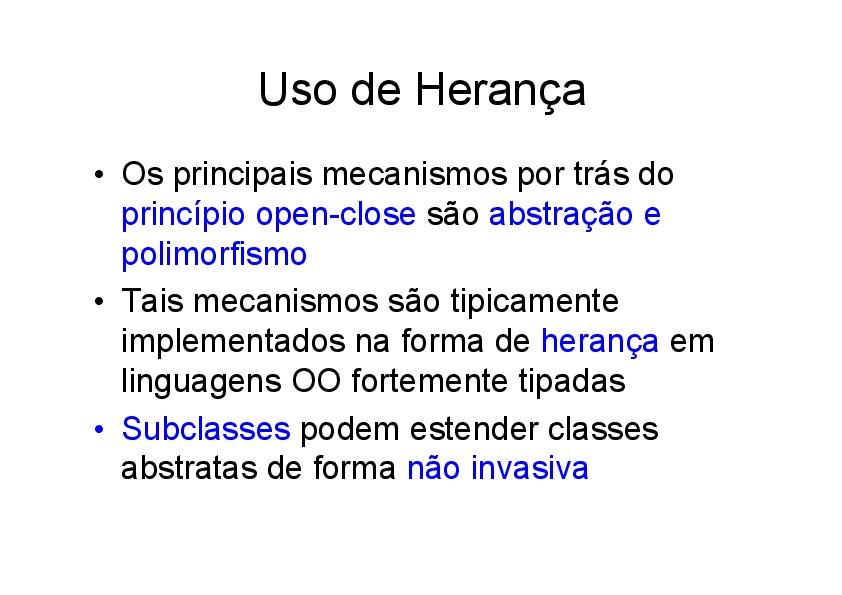 Uso de Herança
• Os principais mecanismos por trás do
princípio open-close são abstração e
polimorfismo
• Tais mecanismos são tipicamente
implementados na forma de herança em
linguagens OO fortemente tipadas
• Subclasses podem estender classes
abstratas de forma não invasiva